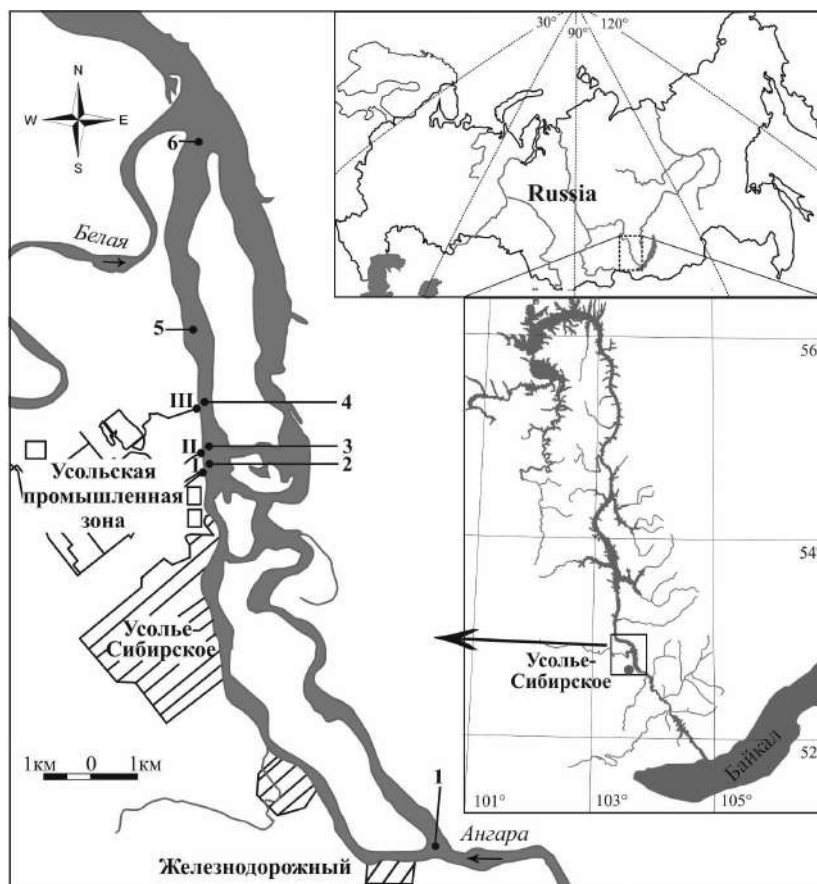 N
W E
S
6
Белая
5
III 4
II 3
I 2
Усольская
промышленная
зона
Усолье-
Сибирское
1км 0 1км
1
Ангара
Железнодорожный
30° 120°
90°
Russia
56
54°
Усолье-
Сибирское
Байкал
52
101° 103° 105°